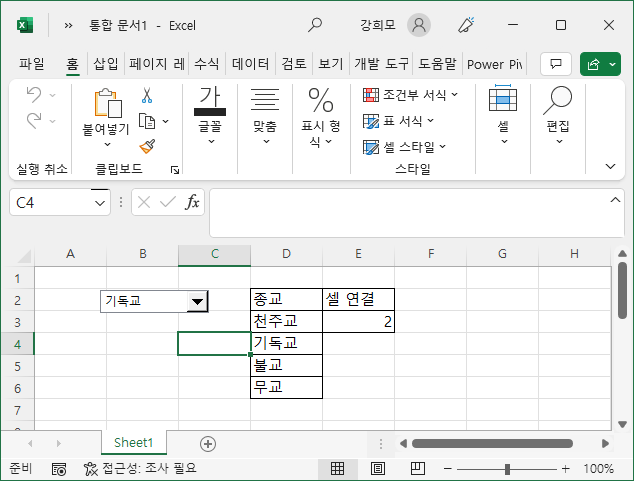 통합 문서1 - Excel 강희모
파일 홈 삽입 페이지 레 수식 데이터 검토 보기 개발 도구 도움말 Power Piv
붙여넣기 글꼴 맞춤 표시 형식 조건부 서식 표 서식 셀 스타일 셀 편집
실행 취소 클립보드 스타일
C4 fx
A B C D E F G H
1
2 기독교 종교 셀 연결
3 천주교 2
4 기독교
5 불교
6 무교
7
Sheet1
준비 접근성: 조사 필요 100%